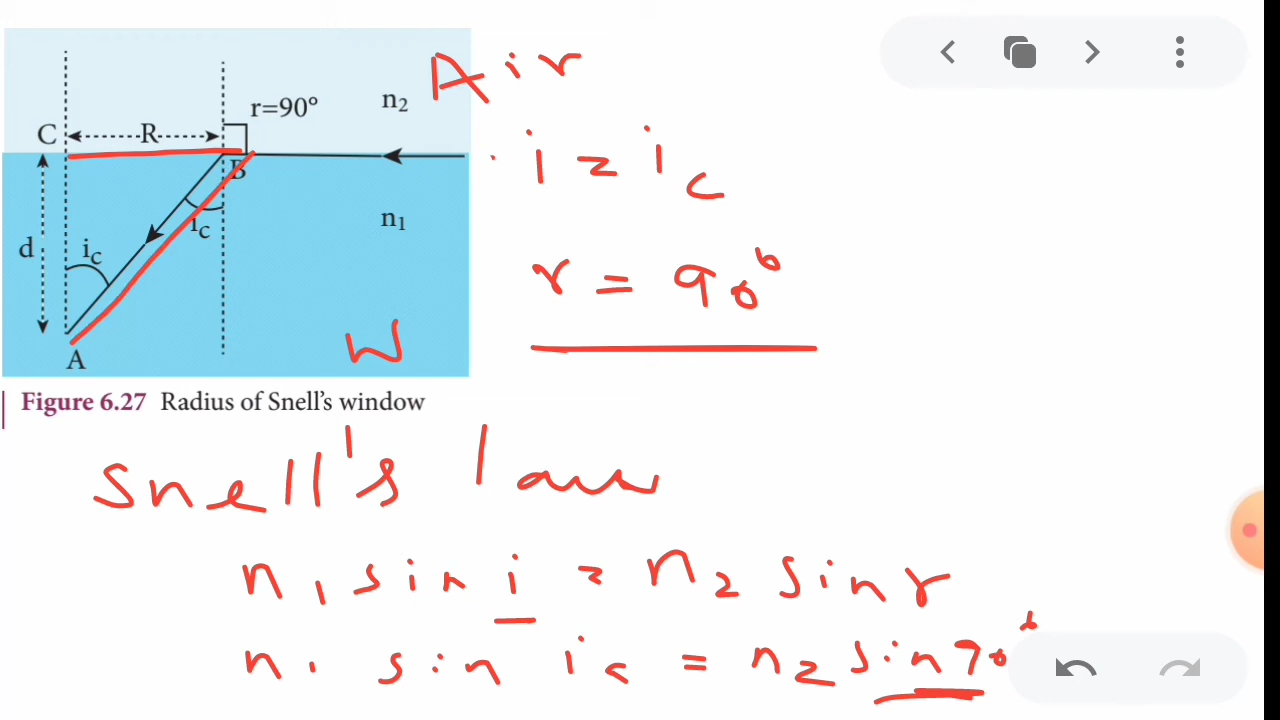 Air
r=90°
n2
C
R
B
i = ic
d
ic
ic
n1
r = 90°
W
A
Figure 6.27 Radius of Snell's window
Snell's law
n1 sin i = n2 sin r
n1 sin ic = n2 sin 90°